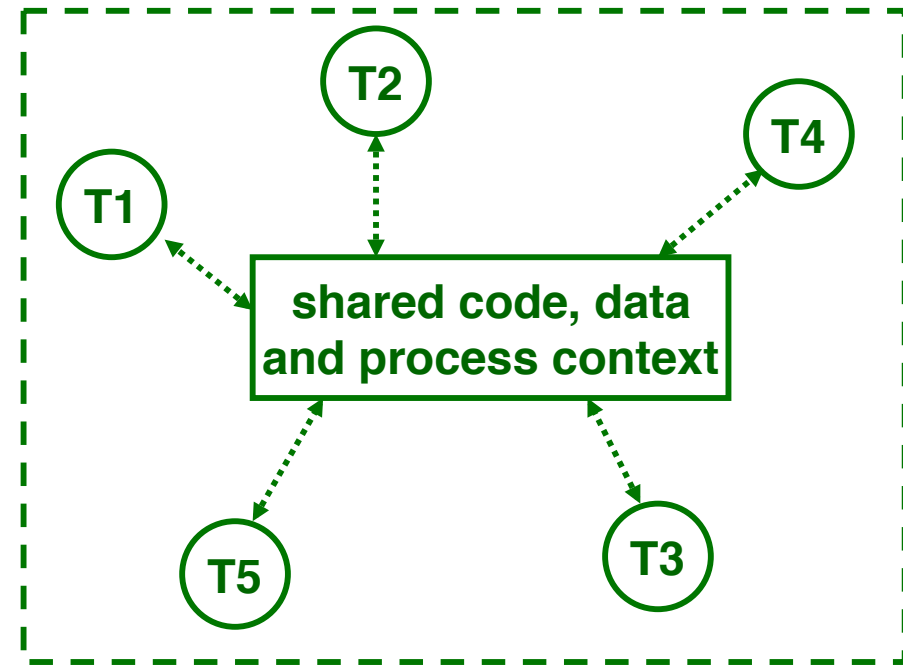 T2
T4
T1
shared code, data
and process context
T5
T3